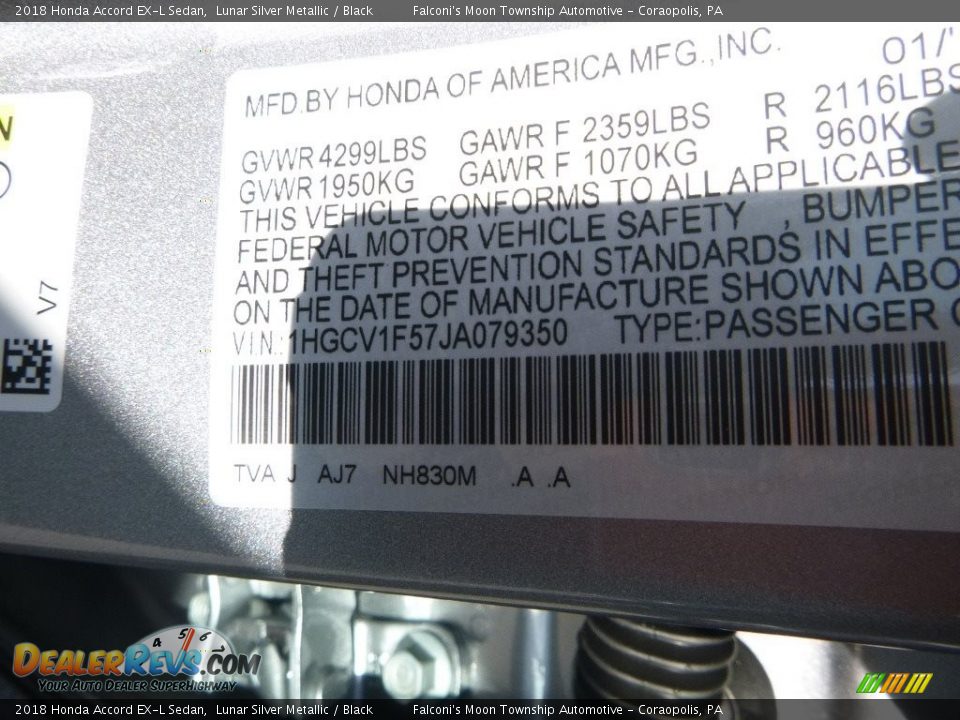 2018 Honda Accord EX-L Sedan, Lunar Silver Metallic / Black Falconi's Moon Township Automotive - Coraopolis, PA
MFD.BY HONDA OF AMERICA MFG.,INC. 01/'
GVWR 4299LBS GAWR F 2359LBS R 2116LBS
GVWR 1950KG GAWR F 1070KG R 960KG
THIS VEHICLE CONFORMS TO ALL APPLICABLE
FEDERAL MOTOR VEHICLE SAFETY , BUMPER
AND THEFT PREVENTION STANDARDS IN EFFE
ON THE DATE OF MANUFACTURE SHOWN ABO
V.I.N.:1HGCV1F57JA079350 TYPE:PASSENGER C
TVA J AJ7 NH830M .A .A
N
V7
4 5 6
DEALERREVS.COM
YOUR AUTO DEALER SUPERHIGHWAY
2018 Honda Accord EX-L Sedan, Lunar Silver Metallic / Black Falconi's Moon Township Automotive - Coraopolis, PA